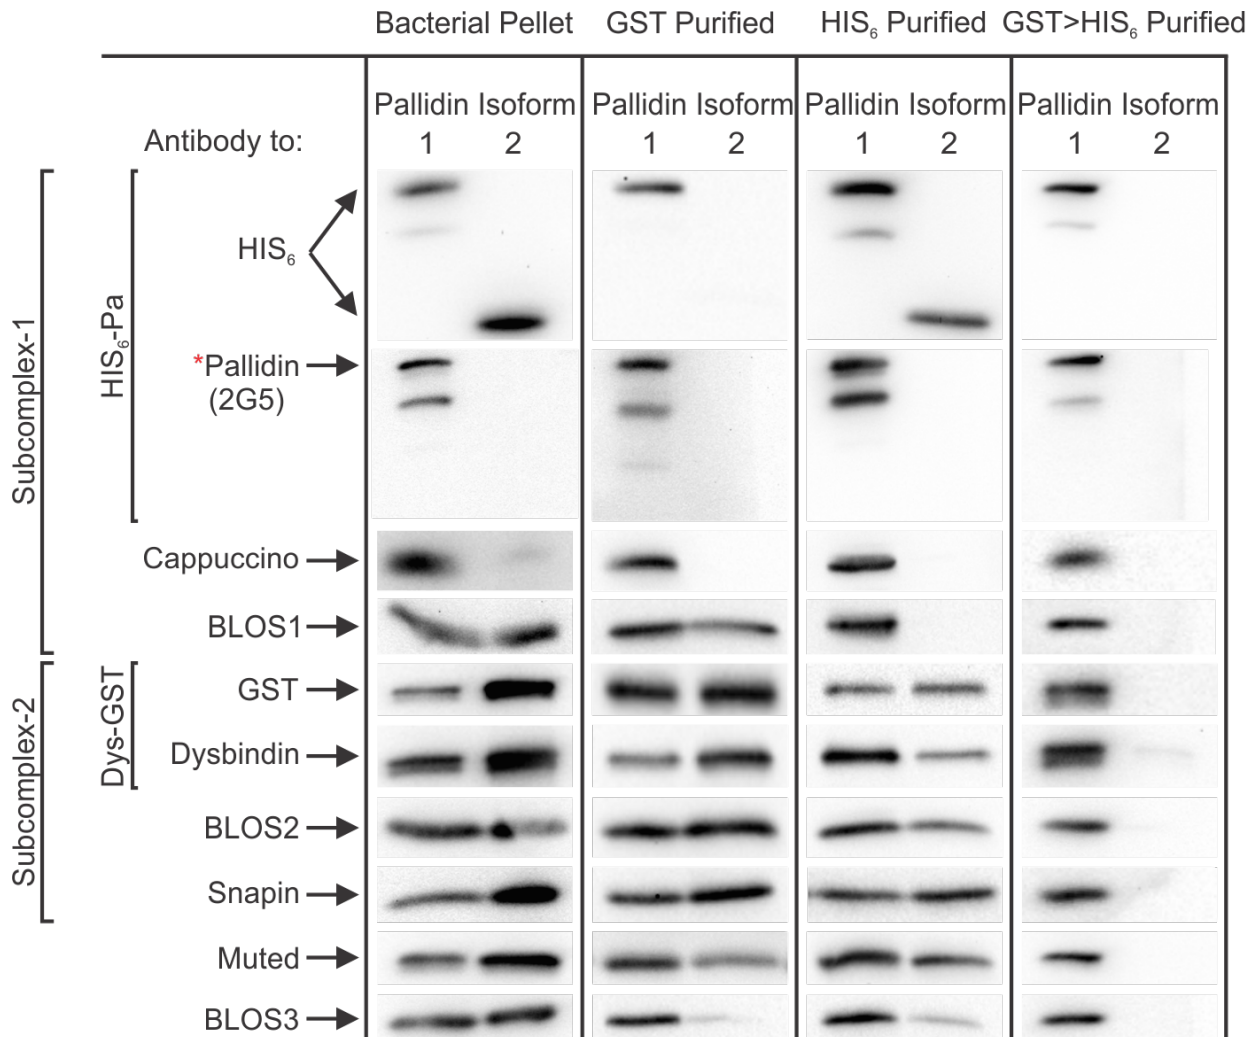 Bacterial Pellet GST Purified HIS6 Purified GST>HIS6 Purified
Pallidin Isoform Pallidin Isoform Pallidin Isoform Pallidin Isoform
Antibody to: 1 2 1 2 1 2 1 2
Subcomplex-1
HIS6-Pa
HIS6
*Pallidin
(2G5)
Cappuccino
BLOS1
Subcomplex-2
Dys-GST
GST
Dysbindin
BLOS2
Snapin
Muted
BLOS3